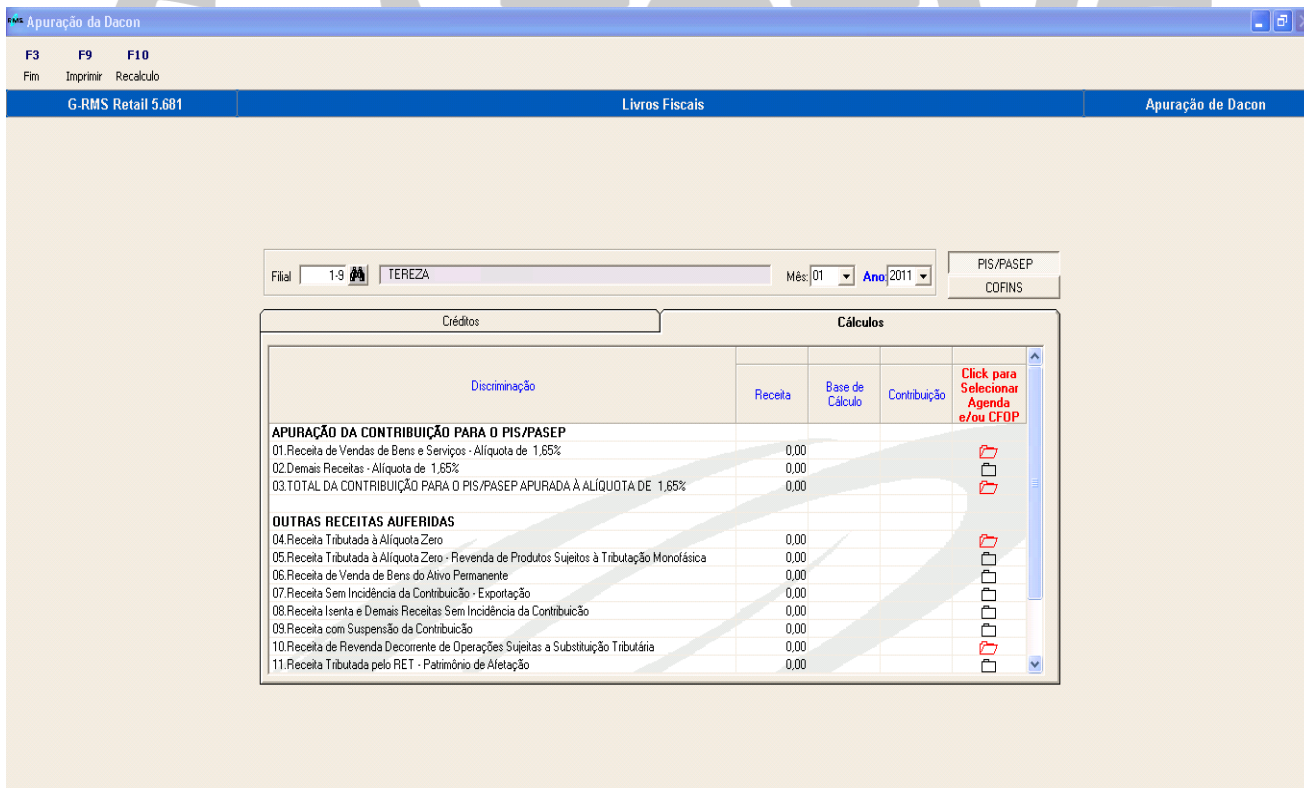 RMS Apuração da Dacon
F3 F9 F10
Fim Imprimir Recalculo
G-RMS Retail 5.681 Livros Fiscais Apuração de Dacon
Filial 1-9 TEREZA Mês: 01 Ano: 2011
PIS/PASEP
COFINS
Créditos Cálculos
Discriminação Receita Base de Cálculo Contribuição Click para Selecionar Agenda e/ou CFOP
APURAÇÃO DA CONTRIBUIÇÃO PARA O PIS/PASEP
01.Receita de Vendas de Bens e Serviços - Alíquota de 1,65% 0,00
02.Demais Receitas - Alíquota de 1,65% 0,00
03.TOTAL DA CONTRIBUIÇÃO PARA O PIS/PASEP APURADA À ALÍQUOTA DE 1,65% 0,00
OUTRAS RECEITAS AUFERIDAS
04.Receita Tributada à Alíquota Zero 0,00
05.Receita Tributada à Alíquota Zero - Revenda de Produtos Sujeitos à Tributação Monofásica 0,00
06.Receita de Venda de Bens do Ativo Permanente 0,00
07.Receita Sem Incidência da Contribuicão - Exportação 0,00
08.Receita Isenta e Demais Receitas Sem Incidência da Contribuicão 0,00
09.Receita com Suspensão da Contribuicão 0,00
10.Receita de Revenda Decorrente de Operações Sujeitas a Substituição Tributária 0,00
11.Receita Tributada pelo RET - Patrimônio de Afetação 0,00